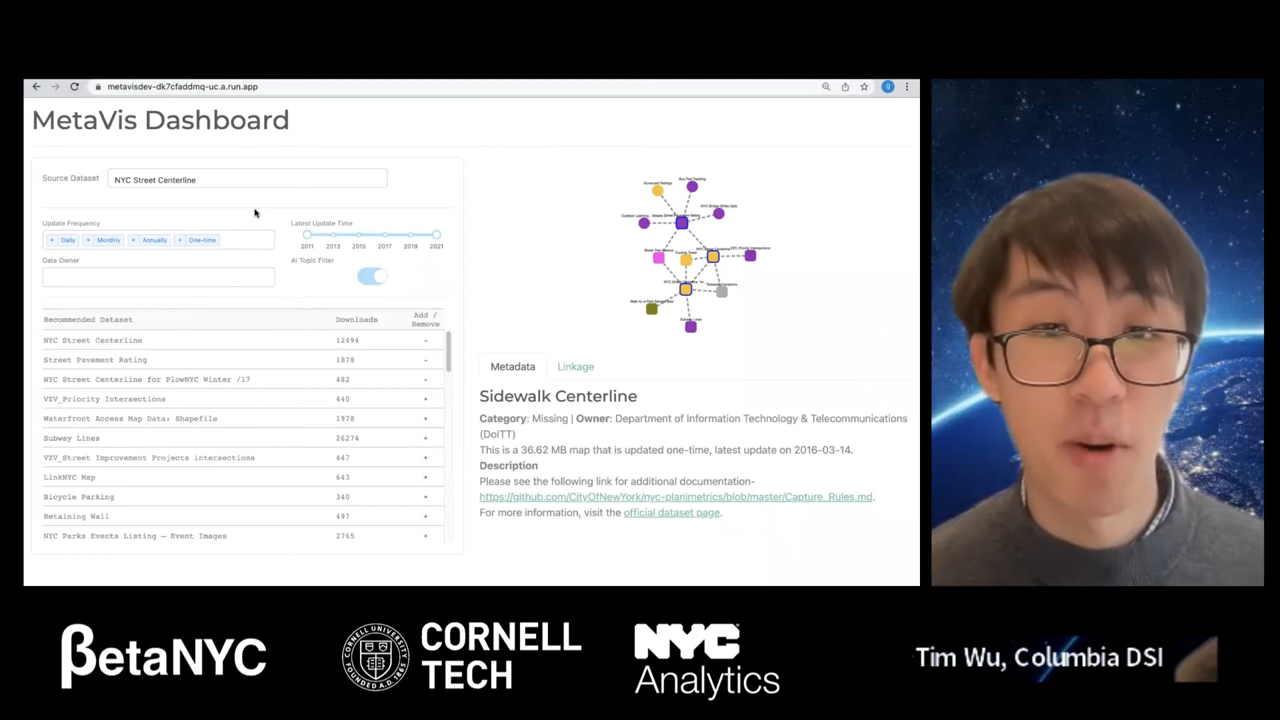 metavisdev-dk7cfaddmq-uc.a.run.app
MetaVis Dashboard
Source Dataset
NYC Street Centerline
Update Frequency
× Daily × Monthly × Annually × One-time
Latest Update Time
2011 2013 2015 2017 2019 2021
Data Owner
AI Topic Filter
Recommended Dataset Downloads Add / Remove
NYC Street Centerline 12494 -
Street Pavement Rating 1878 -
NYC Street Centerline for PlowNYC Winter /17 482 -
VZV_Priority Intersections 440 +
Waterfront Access Map Data: Shapefile 1978 +
Subway Lines 26274 +
VZV_Street Improvement Projects intersections 447 +
LinkNYC Map 643 +
Bicycle Parking 340 +
Retaining Wall 497 +
NYC Parks Events Listing – Event Images 2765 +
Outdoor Learning
Subway Lines
Metadata Linkage
Sidewalk Centerline
Category: Missing | Owner: Department of Information Technology & Telecommunications
(DoITT)
This is a 36.62 MB map that is updated one-time, latest update on 2016-03-14.
Description
Please see the following link for additional documentation-
https://github.com/CityOfNewYork/nyc-planimetrics/blob/master/Capture_Rules.md.
For more information, visit the official dataset page.
βetaNYC
CORNELL
TECH
NYC
Analytics
Tim Wu, Columbia DSI